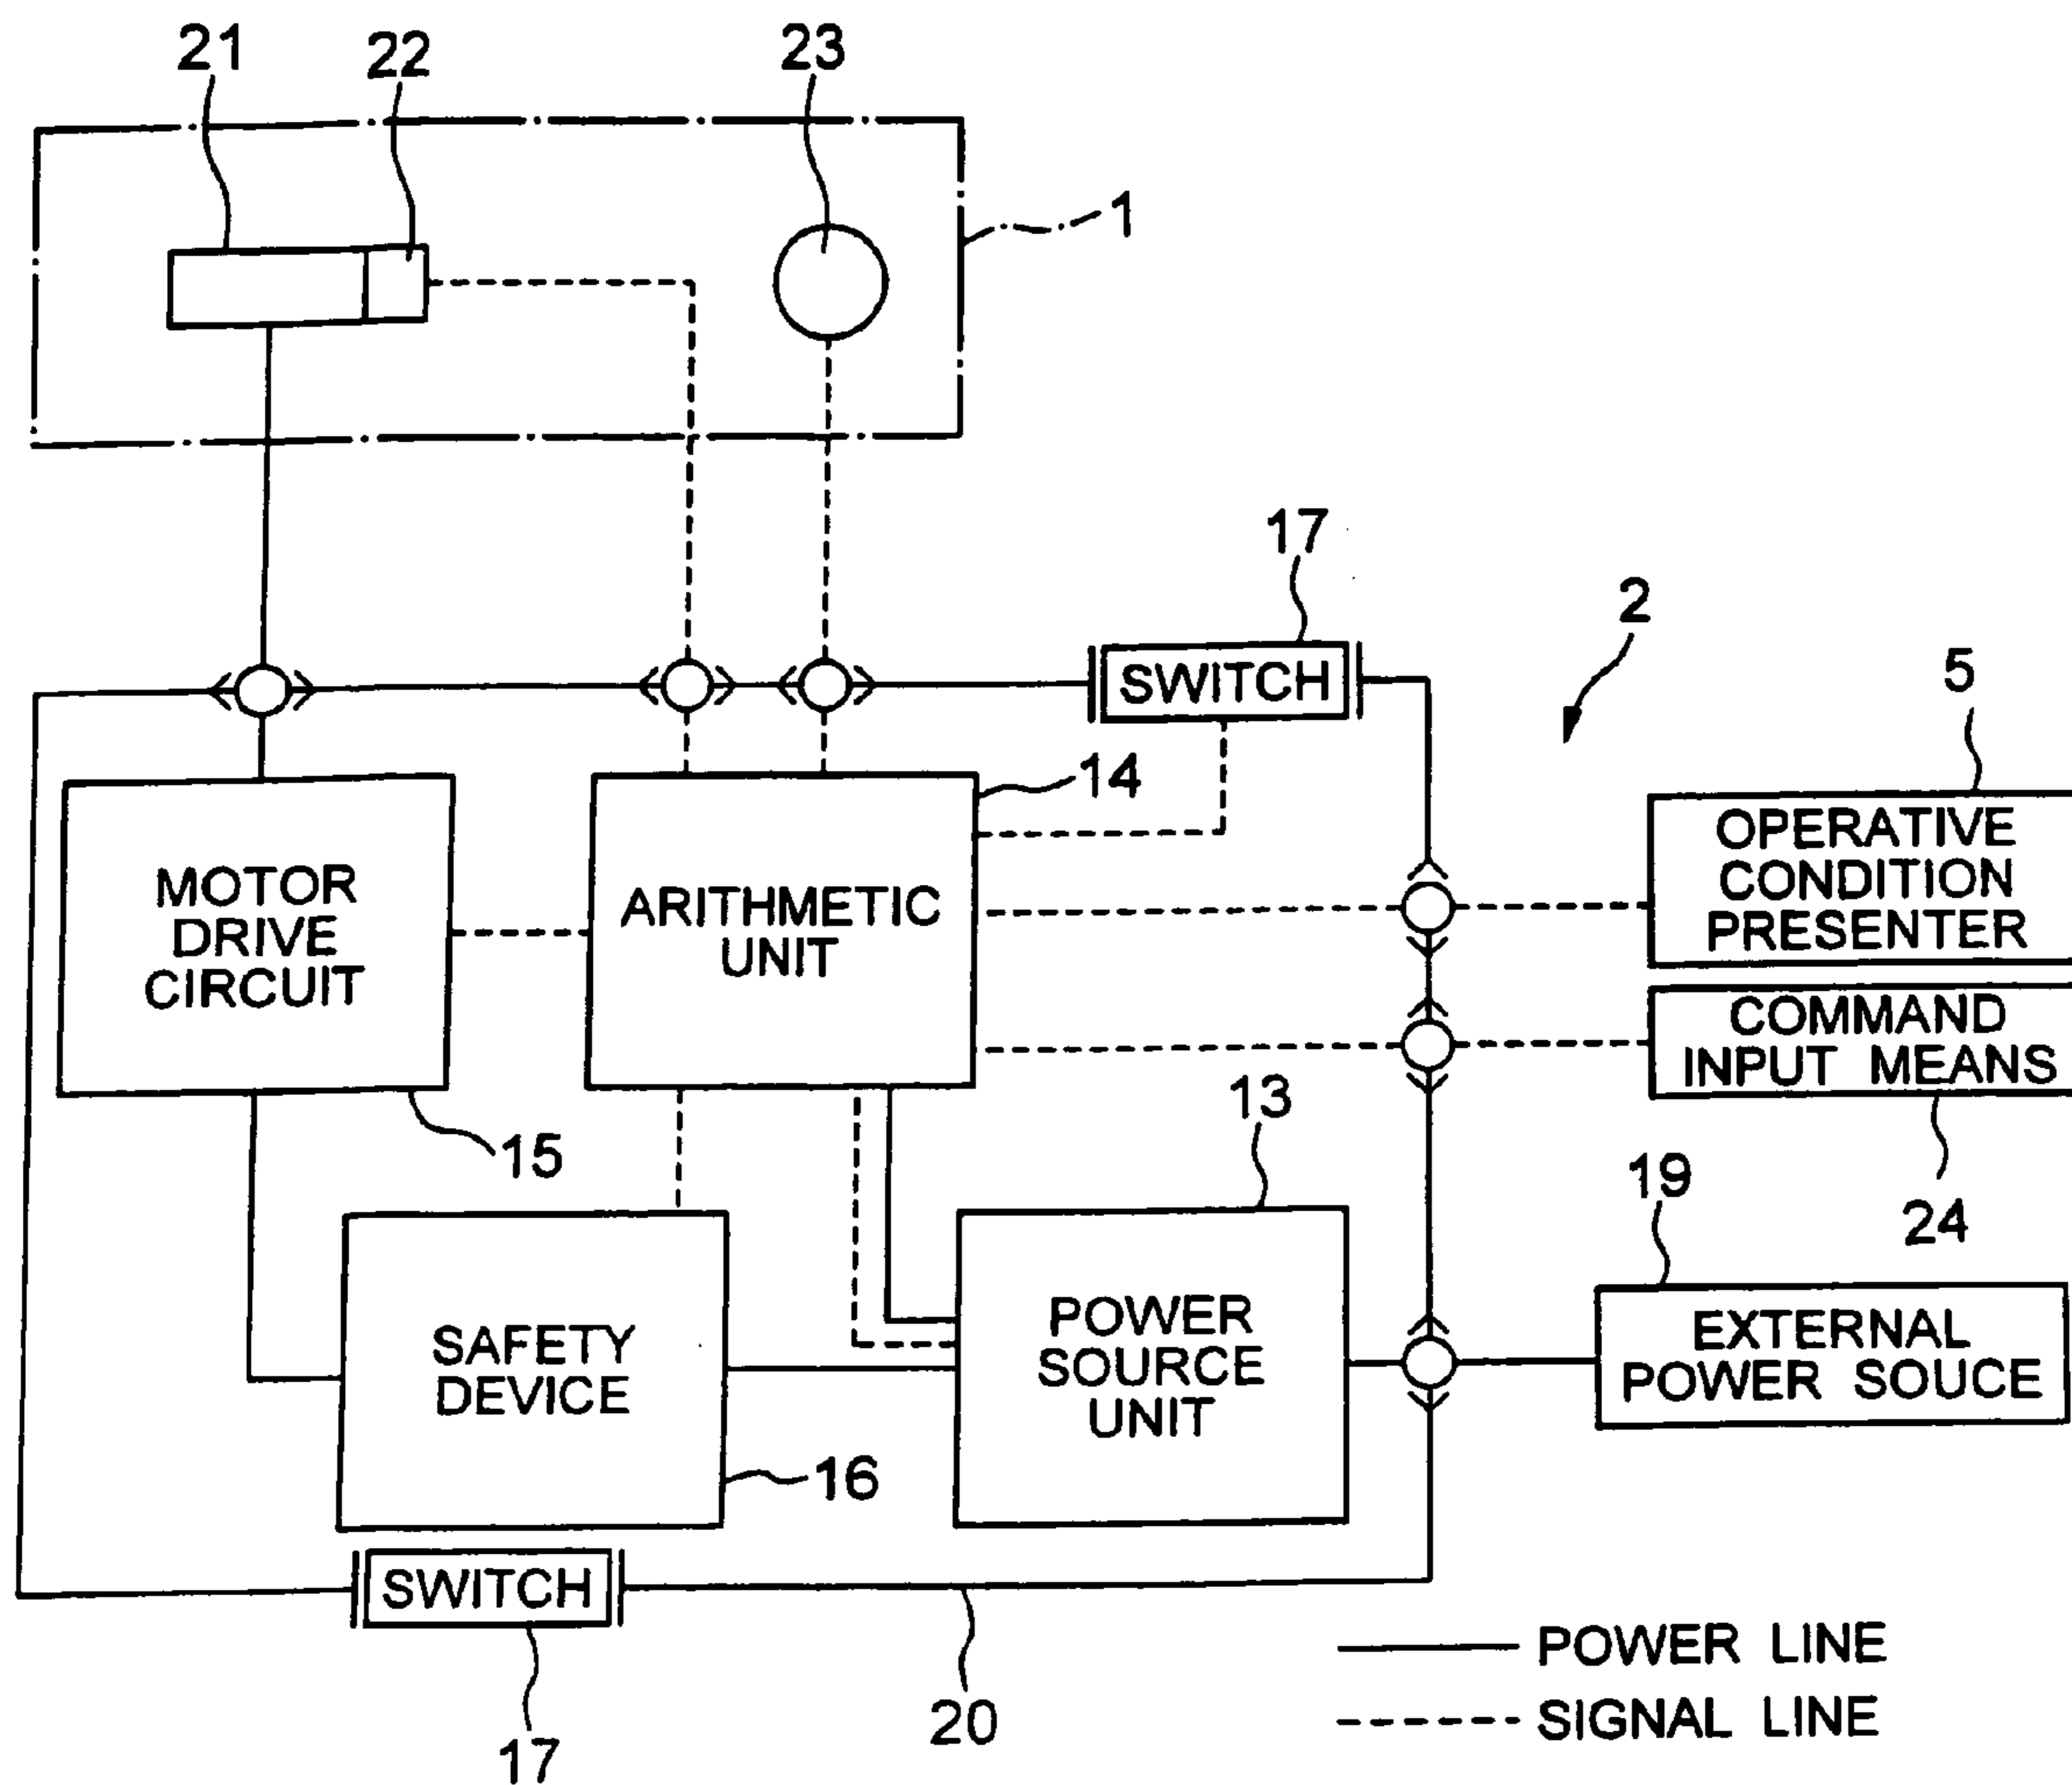 21
22
23
1
17
2
SWITCH
5
14
OPERATIVE
CONDITION
PRESENTER
MOTOR
DRIVE
CIRCUIT
ARITHMETIC
UNIT
COMMAND
INPUT MEANS
13
15
19
24
SAFETY
DEVICE
POWER
SOURCE
UNIT
EXTERNAL
POWER SOUCE
16
SWITCH
17
20
POWER LINE
SIGNAL LINE